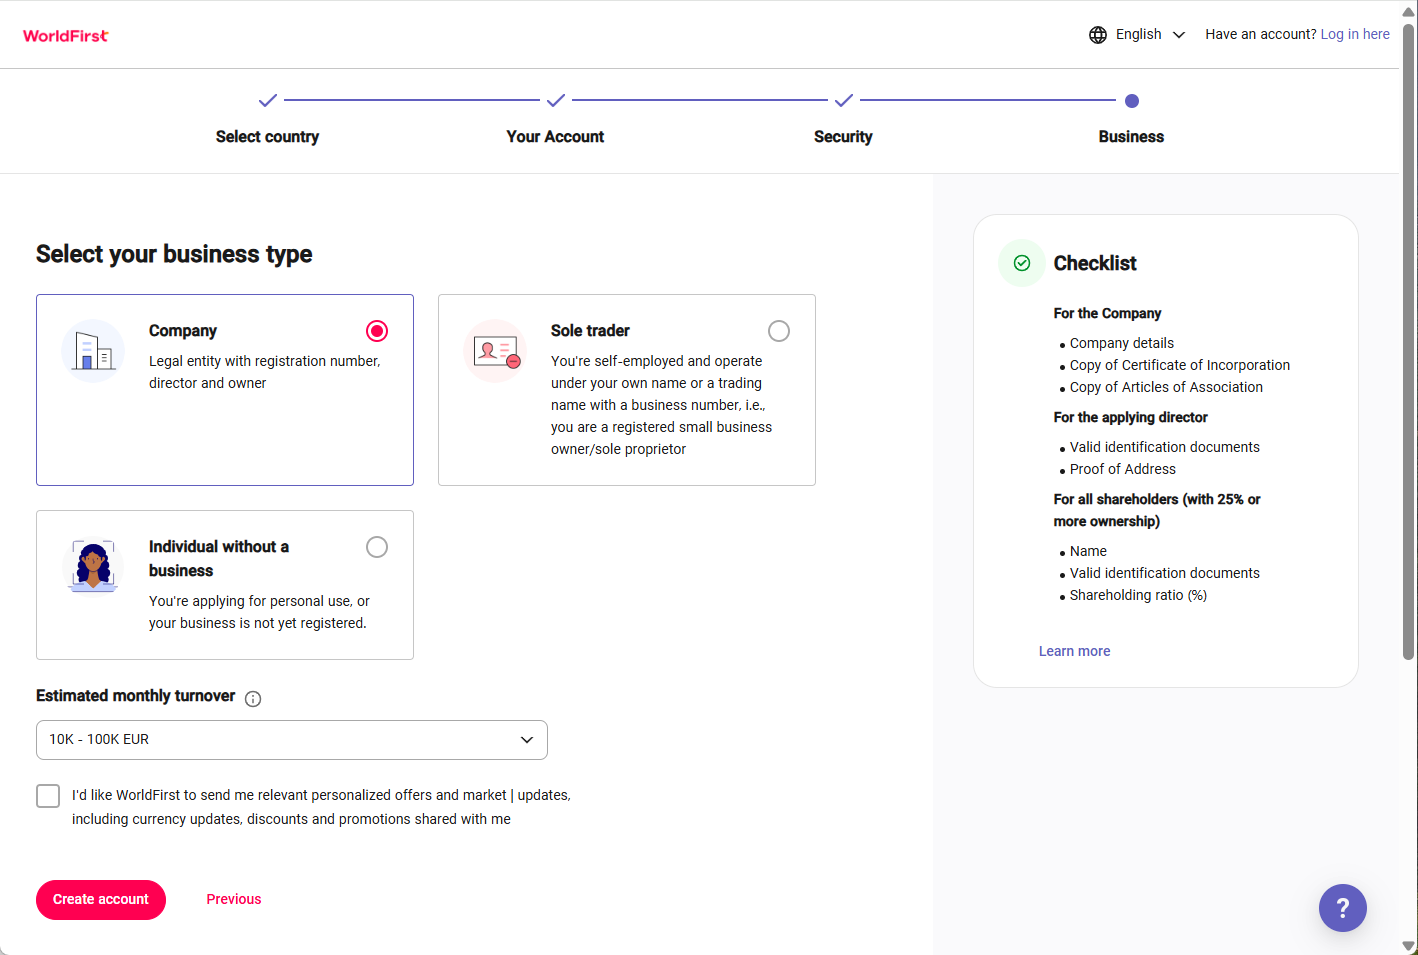 WorldFirst
English
Have an account? Log in here
Select country
Your Account
Security
Business
Select your business type
Company
Legal entity with registration number,
director and owner
Sole trader
You're self-employed and operate
under your own name or a trading
name with a business number, i.e.,
you are a registered small business
owner/sole proprietor
Individual without a
business
You're applying for personal use, or
your business is not yet registered.
Estimated monthly turnover
10K - 100K EUR
I'd like WorldFirst to send me relevant personalized offers and market | updates,
including currency updates, discounts and promotions shared with me
Create account
Previous
Checklist
For the Company
Company details
Copy of Certificate of Incorporation
Copy of Articles of Association
For the applying director
Valid identification documents
Proof of Address
For all shareholders (with 25% or
more ownership)
Name
Valid identification documents
Shareholding ratio (%)
Learn more
?